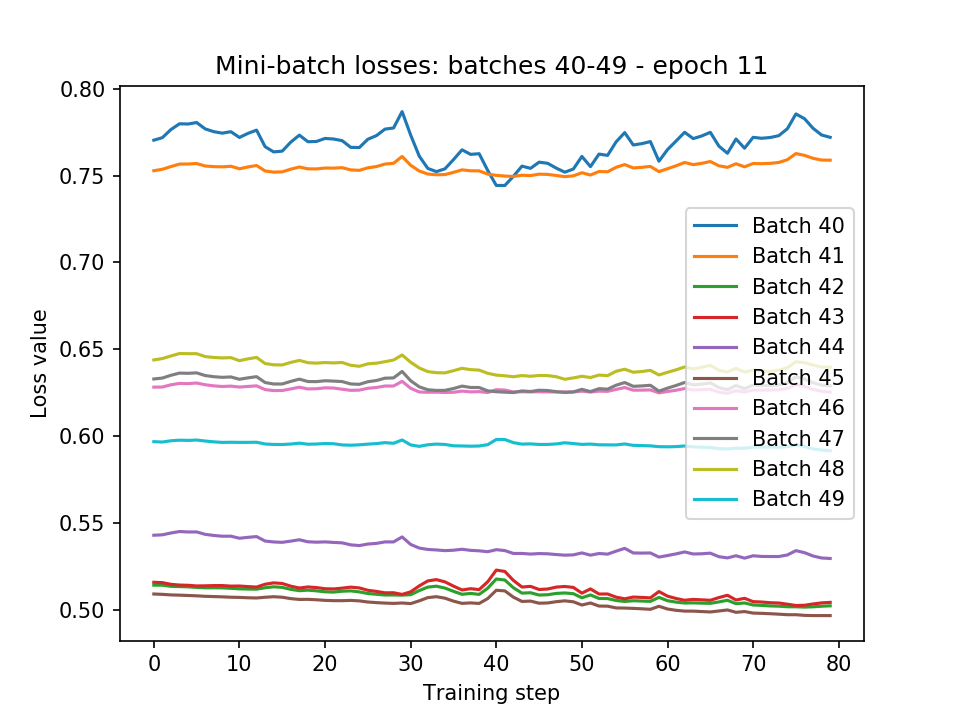 Mini-batch losses: batches 40-49 - epoch 11
0.80
0.75
0.70
0.65
0.60
0.55
0.50
Loss value
Batch 40
Batch 41
Batch 42
Batch 43
Batch 44
Batch 45
Batch 46
Batch 47
Batch 48
Batch 49
0 10 20 30 40 50 60 70 80
Training step